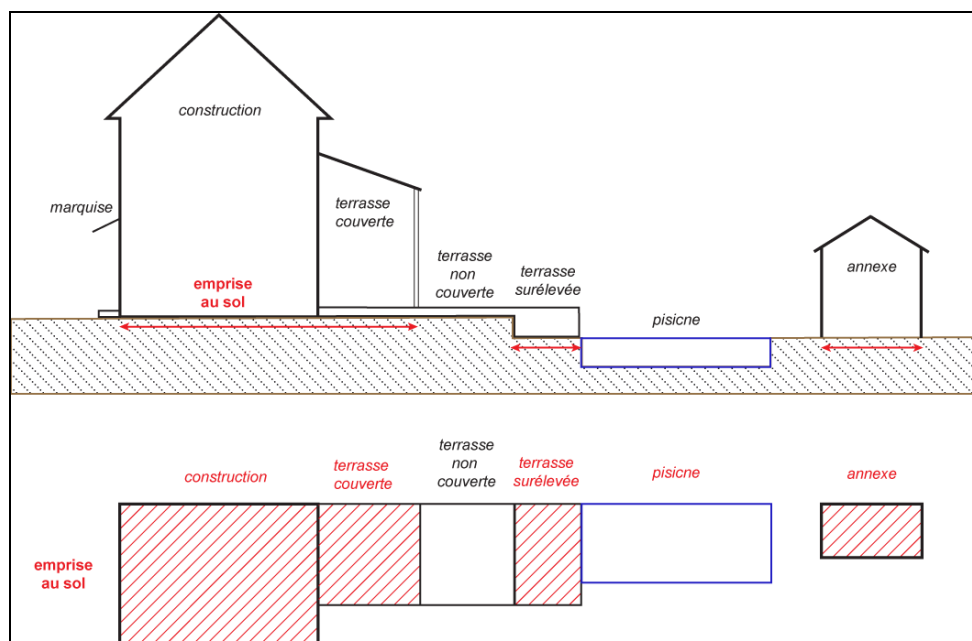 construction
marquise
terrasse
couverte
terrasse
non
couverte
terrasse
surélevée
annexe
emprise
au sol
pisicne
construction
terrasse
couverte
terrasse
non
couverte
terrasse
surélevée
pisicne
annexe
emprise
au sol